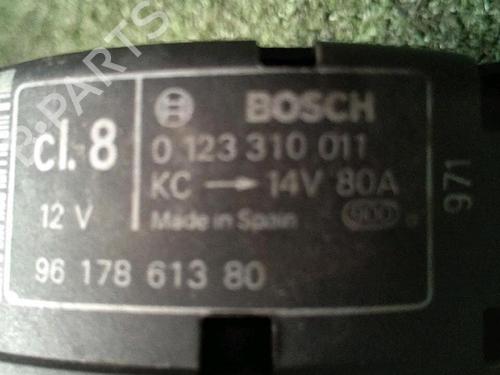 BOSCH
cl. 8
0 123 310 011
KC → 14V 80A
12 V
Made in Spain
96 178 613 80
971
B-PARTS